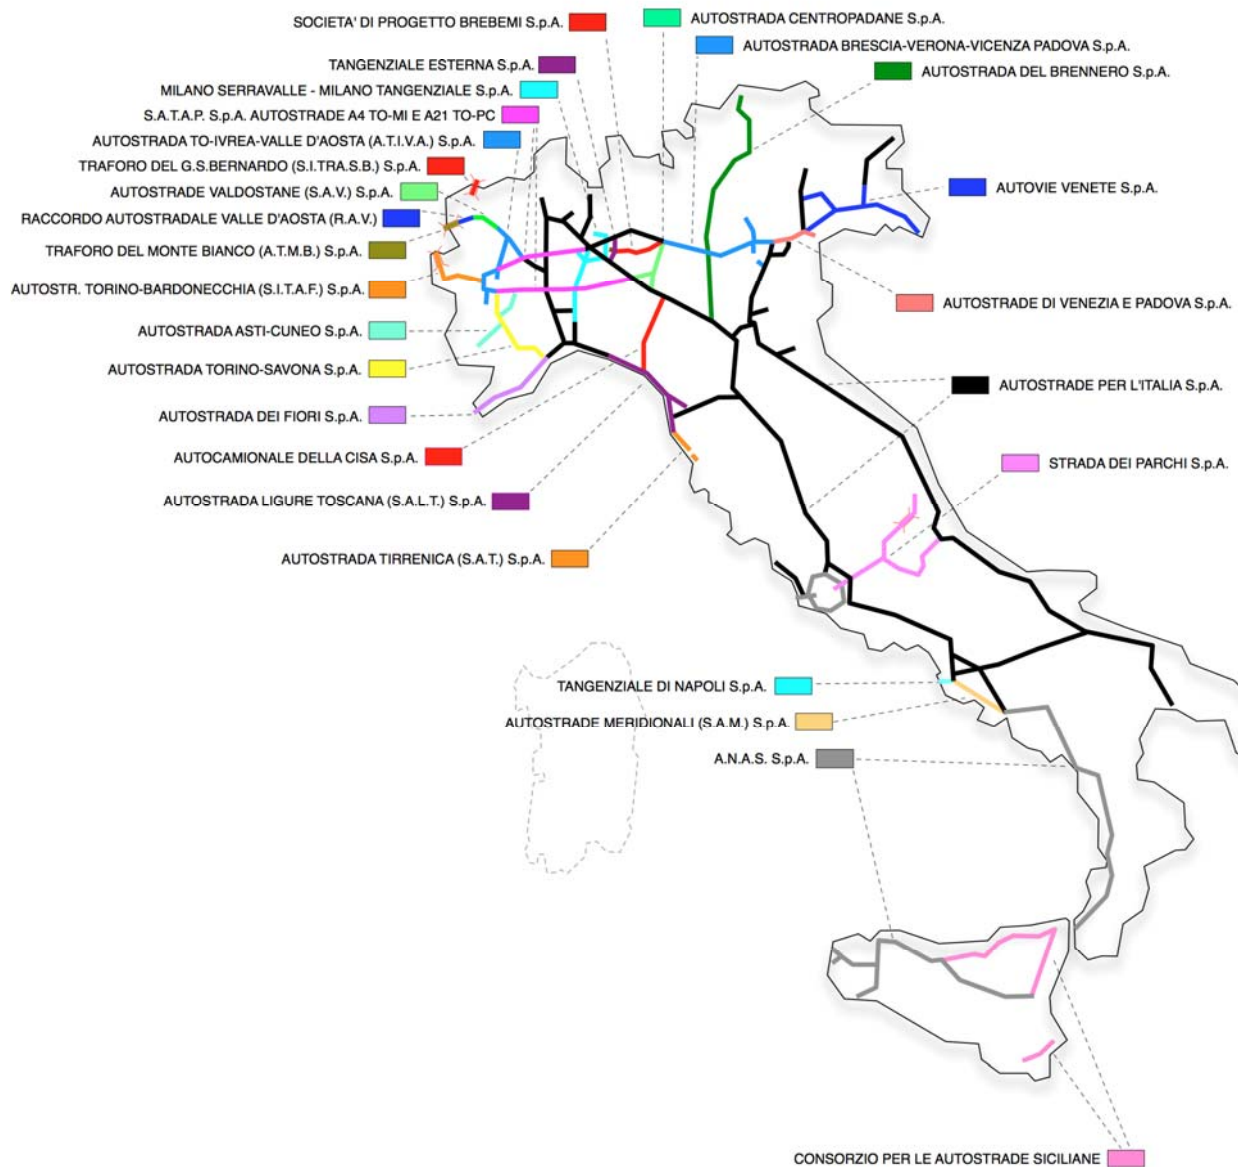 SOCIETA' DI PROGETTO BREBEMI S.p.A.
AUTOSTRADA CENTROPADANE S.p.A.
AUTOSTRADA BRESCIA-VERONA-VICENZA PADOVA S.p.A.
TANGENZIALE ESTERNA S.p.A.
AUTOSTRADA DEL BRENNERO S.p.A.
MILANO SERRAVALLE - MILANO TANGENZIALE S.p.A.
S.A.T.A.P. S.p.A. AUTOSTRADE A4 TO-MI E A21 TO-PC
AUTOSTRADA TO-IVREA-VALLE D'AOSTA (A.T.I.V.A.) S.p.A.
TRAFORO DEL G.S.BERNARDO (S.I.TRA.S.B.) S.p.A.
AUTOSTRADE VALDOSTANE (S.A.V.) S.p.A.
AUTOVIE VENETE S.p.A.
RACCORDO AUTOSTRADALE VALLE D'AOSTA (R.A.V.)
TRAFORO DEL MONTE BIANCO (A.T.M.B.) S.p.A.
AUTOSTR. TORINO-BARDONECCHIA (S.I.T.A.F.) S.p.A.
AUTOSTRADE DI VENEZIA E PADOVA S.p.A.
AUTOSTRADA ASTI-CUNEO S.p.A.
AUTOSTRADA TORINO-SAVONA S.p.A.
AUTOSTRADE PER L'ITALIA S.p.A.
AUTOSTRADA DEI FIORI S.p.A.
AUTOCAMIONALE DELLA CISA S.p.A.
STRADA DEI PARCHI S.p.A.
AUTOSTRADA LIGURE TOSCANA (S.A.L.T.) S.p.A.
AUTOSTRADA TIRRENICA (S.A.T.) S.p.A.
TANGENZIALE DI NAPOLI S.p.A.
AUTOSTRADE MERIDIONALI (S.A.M.) S.p.A.
A.N.A.S. S.p.A.
CONSORZIO PER LE AUTOSTRADE SICILIANE